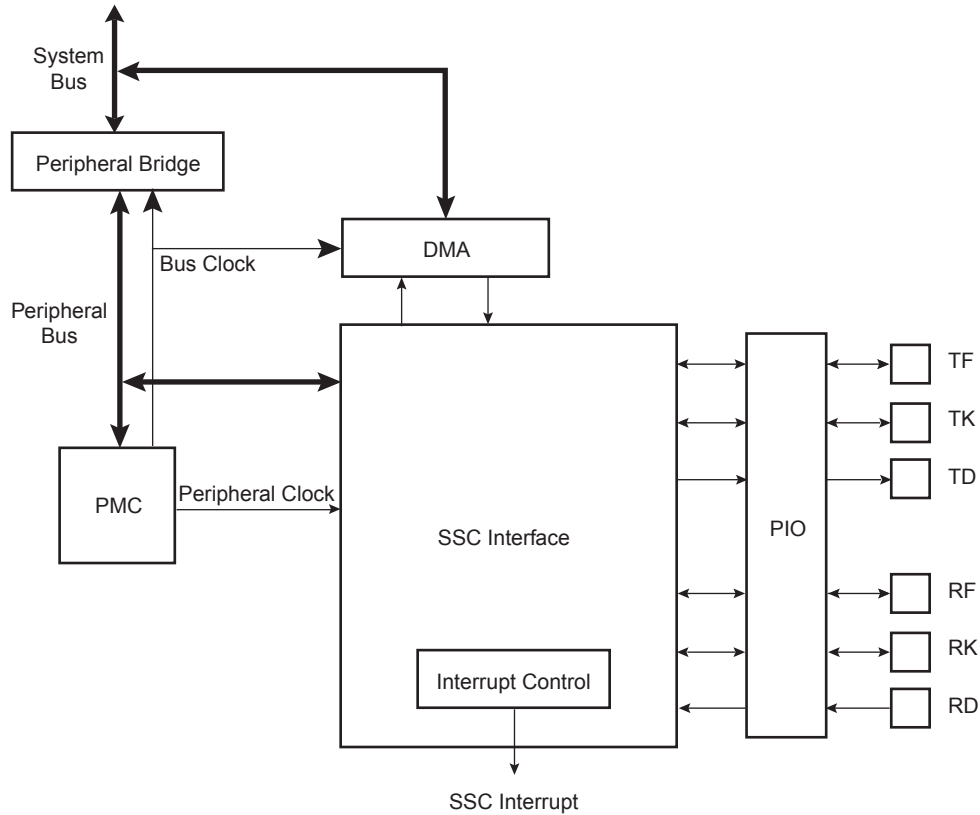 System
Bus
Peripheral Bridge
DMA
Bus Clock
Peripheral
Bus
TF
TK
TD
PMC
Peripheral Clock
SSC Interface
PIO
RF
RK
RD
Interrupt Control
SSC Interrupt